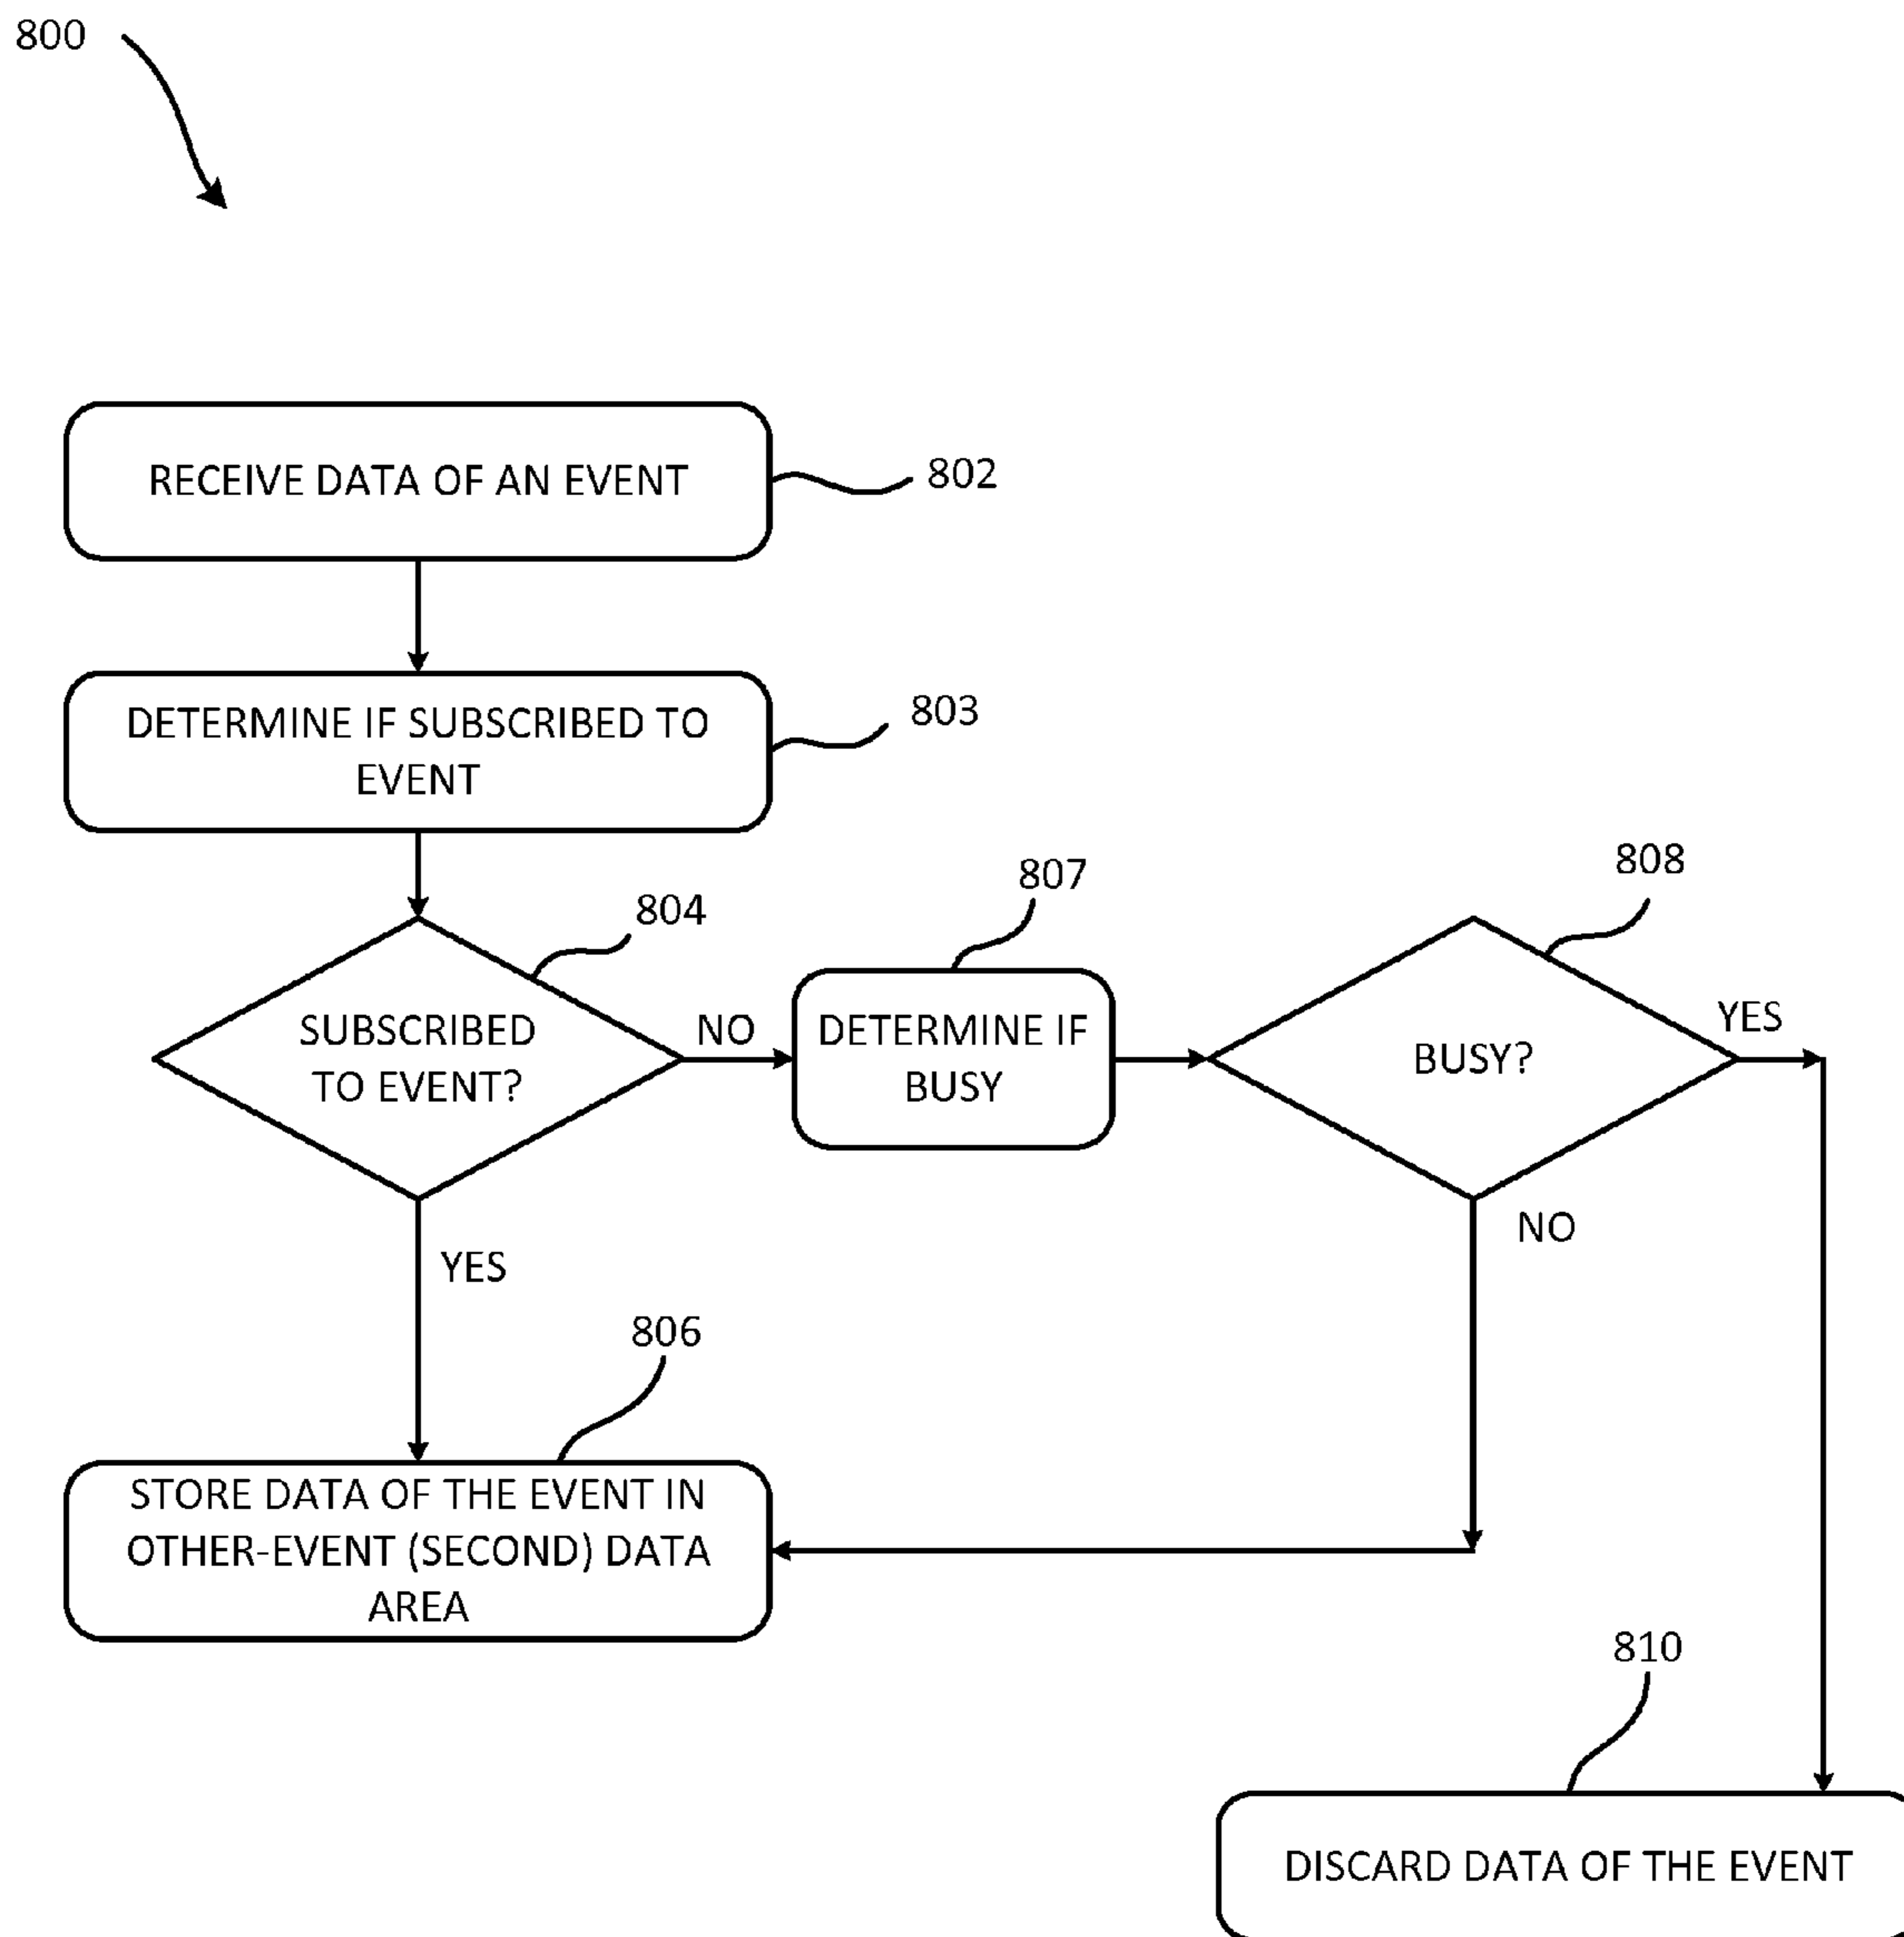 800
RECEIVE DATA OF AN EVENT
802
DETERMINE IF SUBSCRIBED TO
EVENT
803
804
SUBSCRIBED
TO EVENT?
NO
807
DETERMINE IF
BUSY
808
BUSY?
YES
NO
YES
806
STORE DATA OF THE EVENT IN
OTHER-EVENT (SECOND) DATA
AREA
810
DISCARD DATA OF THE EVENT